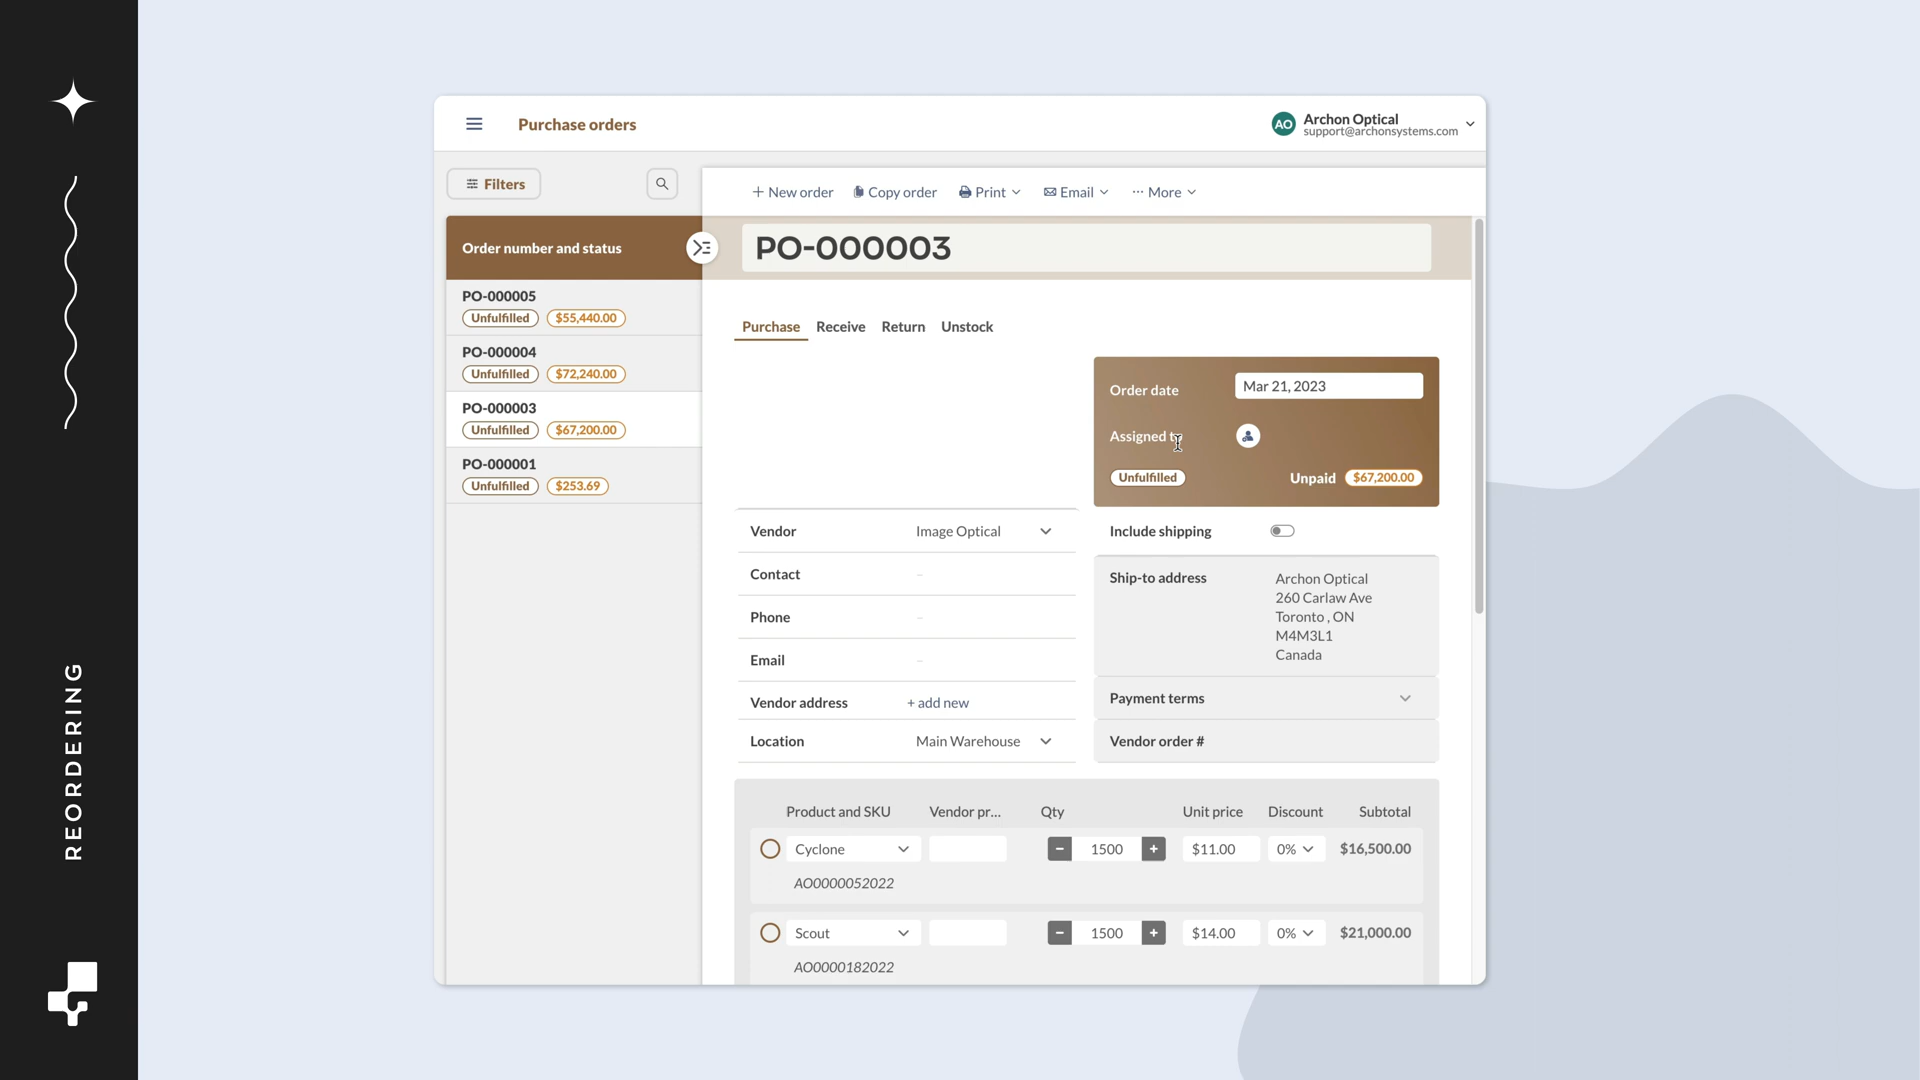 REORDERING
Purchase orders
AO
Archon Optical
support@archonsystems.com
Filters
+ New order
Copy order
Print
Email
··· More
Order number and status
PO-000003
PO-000005
Unfulfilled $55,440.00
PO-000004
Unfulfilled $72,240.00
PO-000003
Unfulfilled $67,200.00
PO-000001
Unfulfilled $253.69
Purchase Receive Return Unstock
Order date Mar 21, 2023
Assigned
Unfulfilled Unpaid $67,200.00
Vendor Image Optical
Contact –
Phone –
Email –
Vendor address + add new
Location Main Warehouse
Include shipping
Ship-to address Archon Optical
260 Carlaw Ave
Toronto , ON
M4M3L1
Canada
Payment terms
Vendor order #
Product and SKU Vendor pr... Qty Unit price Discount Subtotal
Cyclone − 1500 + $11.00 0% $16,500.00
AO0000052022
Scout − 1500 + $14.00 0% $21,000.00
AO0000182022